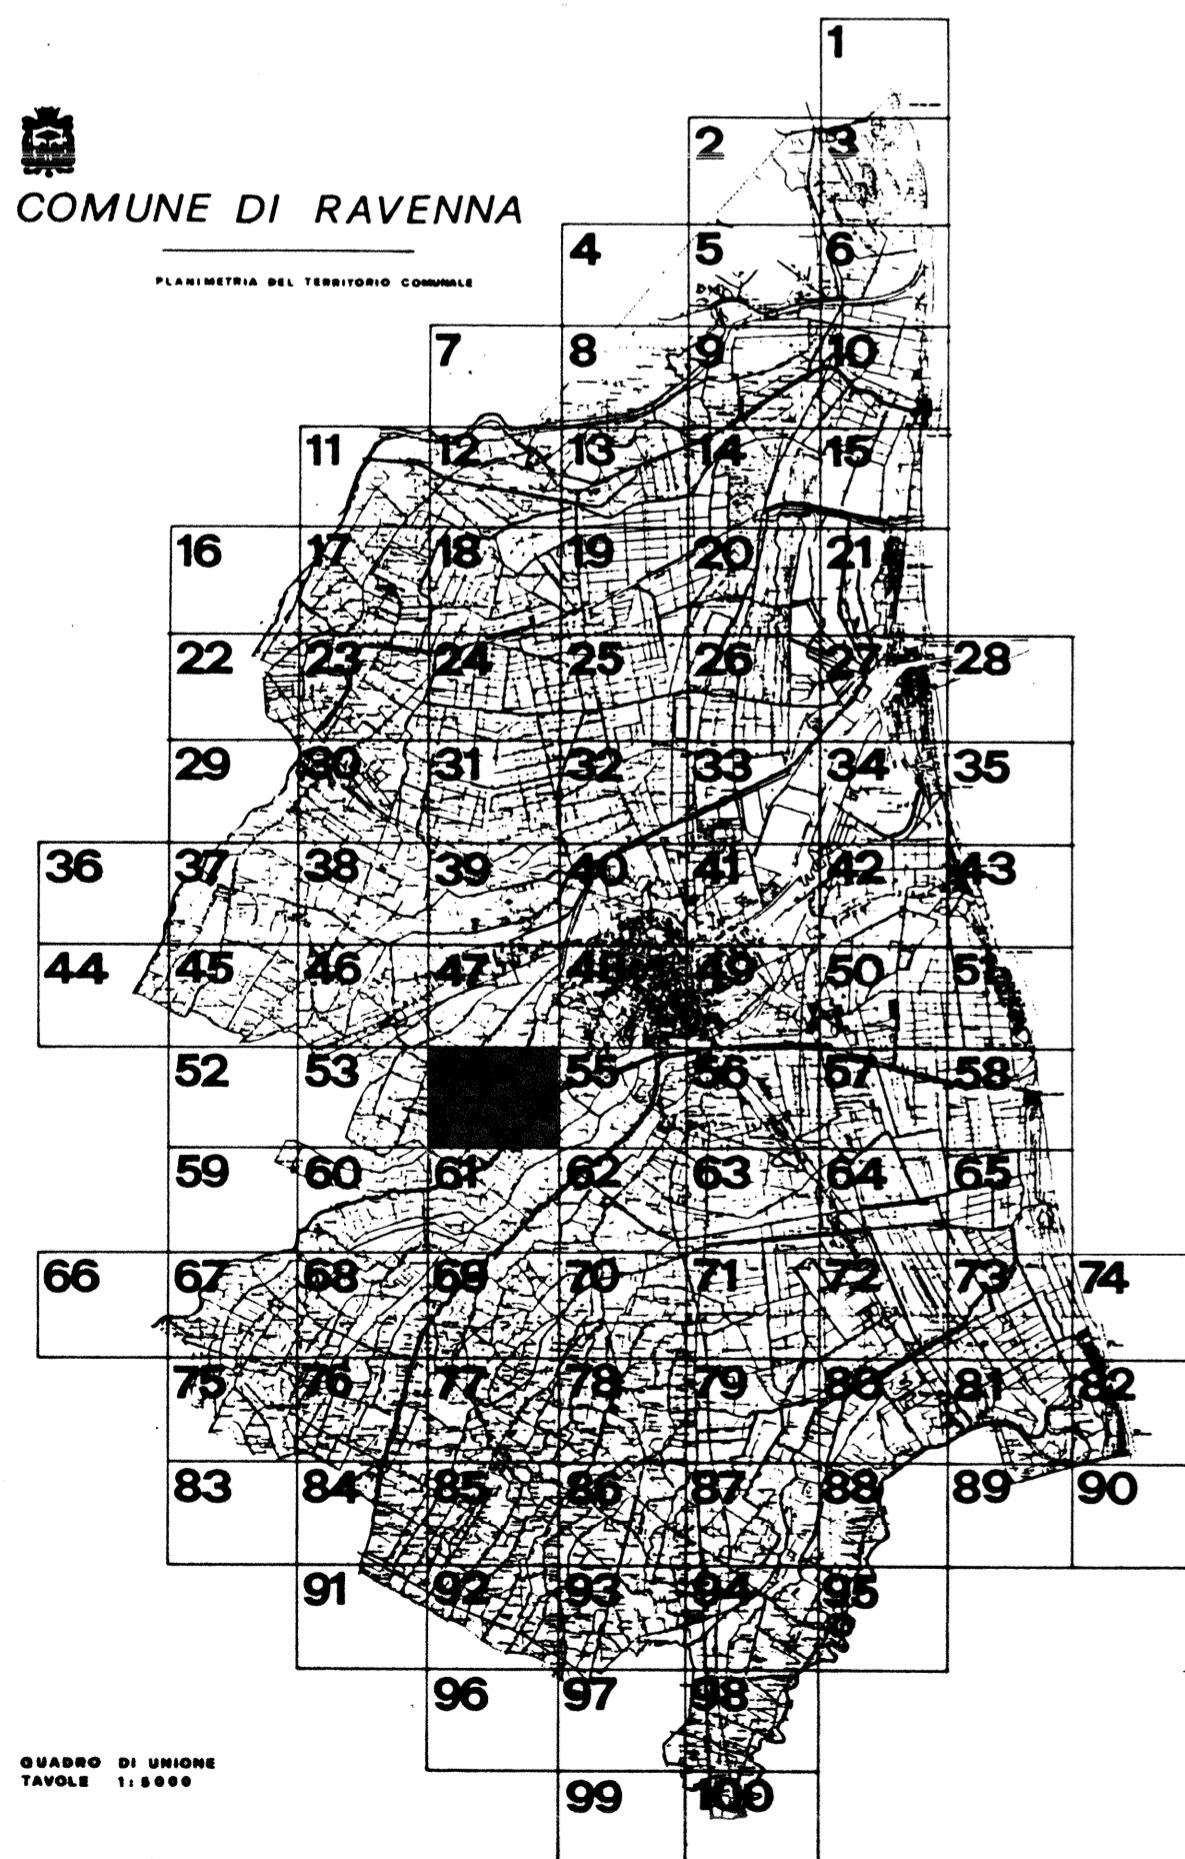 1
2 3
COMUNE DI RAVENNA
4 5 6
PLANIMETRIA DEL TERRITORIO COMUNALE
7 8 9 10
11 12 13 14 15
16 17 18 19 20 21
22 23 24 25 26 27 28
29 30 31 32 33 34 35
36 37 38 39 40 41 42 43
44 45 46 47 48 49 50 51
52 53 55 56 57 58
59 60 61 62 63 64 65
66 67 68 69 70 71 72 73 74
75 76 77 78 79 80 81 82
83 84 85 86 87 88 89 90
91 92 93 94 95
96 97 98
QUADRO DI UNIONE
TAVOLE 1:5000
99 100